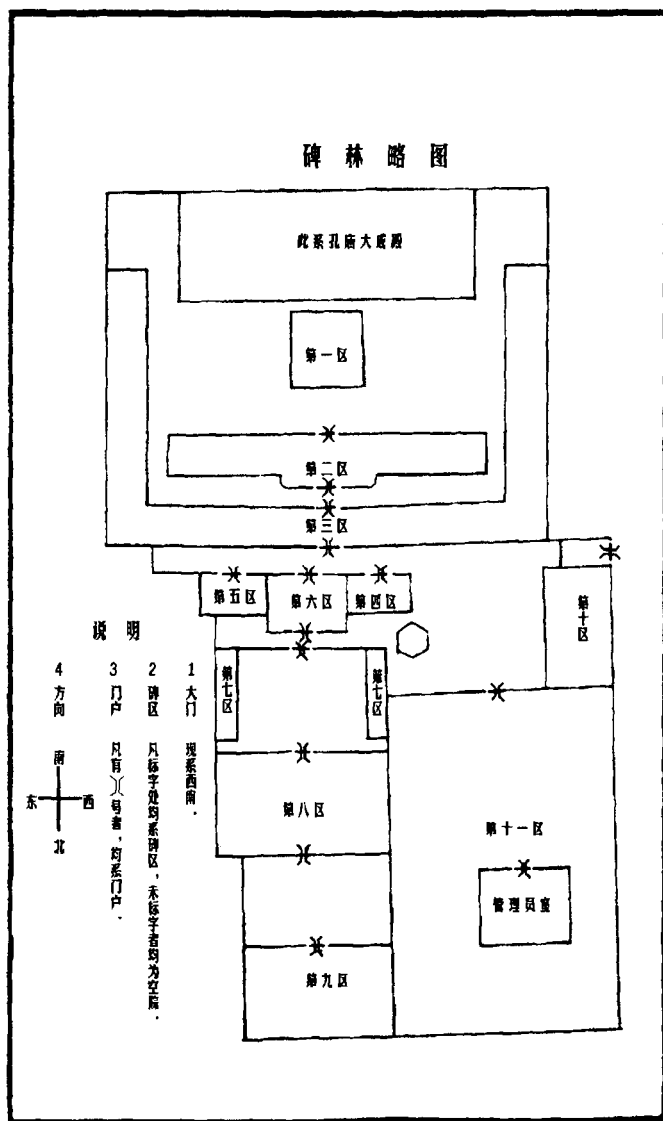 碑林略图
此系孔庙大成殿
第一区
第二区
第三区
第五区
第六区
第四区
第十区
第七区
第七区
第八区
第十一区
管理员室
第九区
说明
1 大门 现系西南.
2 碑区 凡标字处均系碑区, 未标字者均为空院.
3 门户 凡有)(号者, 均系门户.
4 方向
南
东 西
北